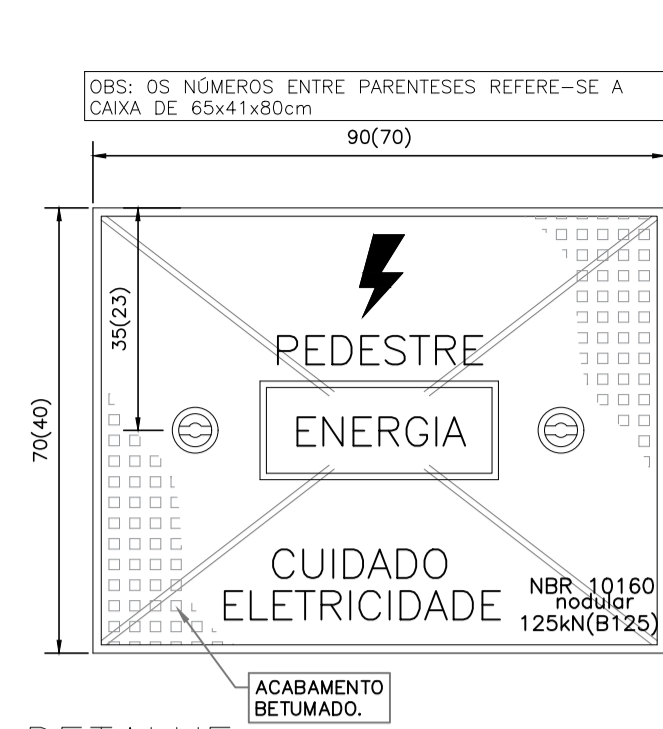 OBS: OS NÚMEROS ENTRE PARENTESES REFERE-SE A
CAIXA DE 65x41x80cm
90(70)
35(23)
70(40)
PEDESTRE
ENERGIA
CUIDADO
ELETRICIDADE
NBR 10160
nodular
125kN(B125)
ACABAMENTO
BETUMADO.